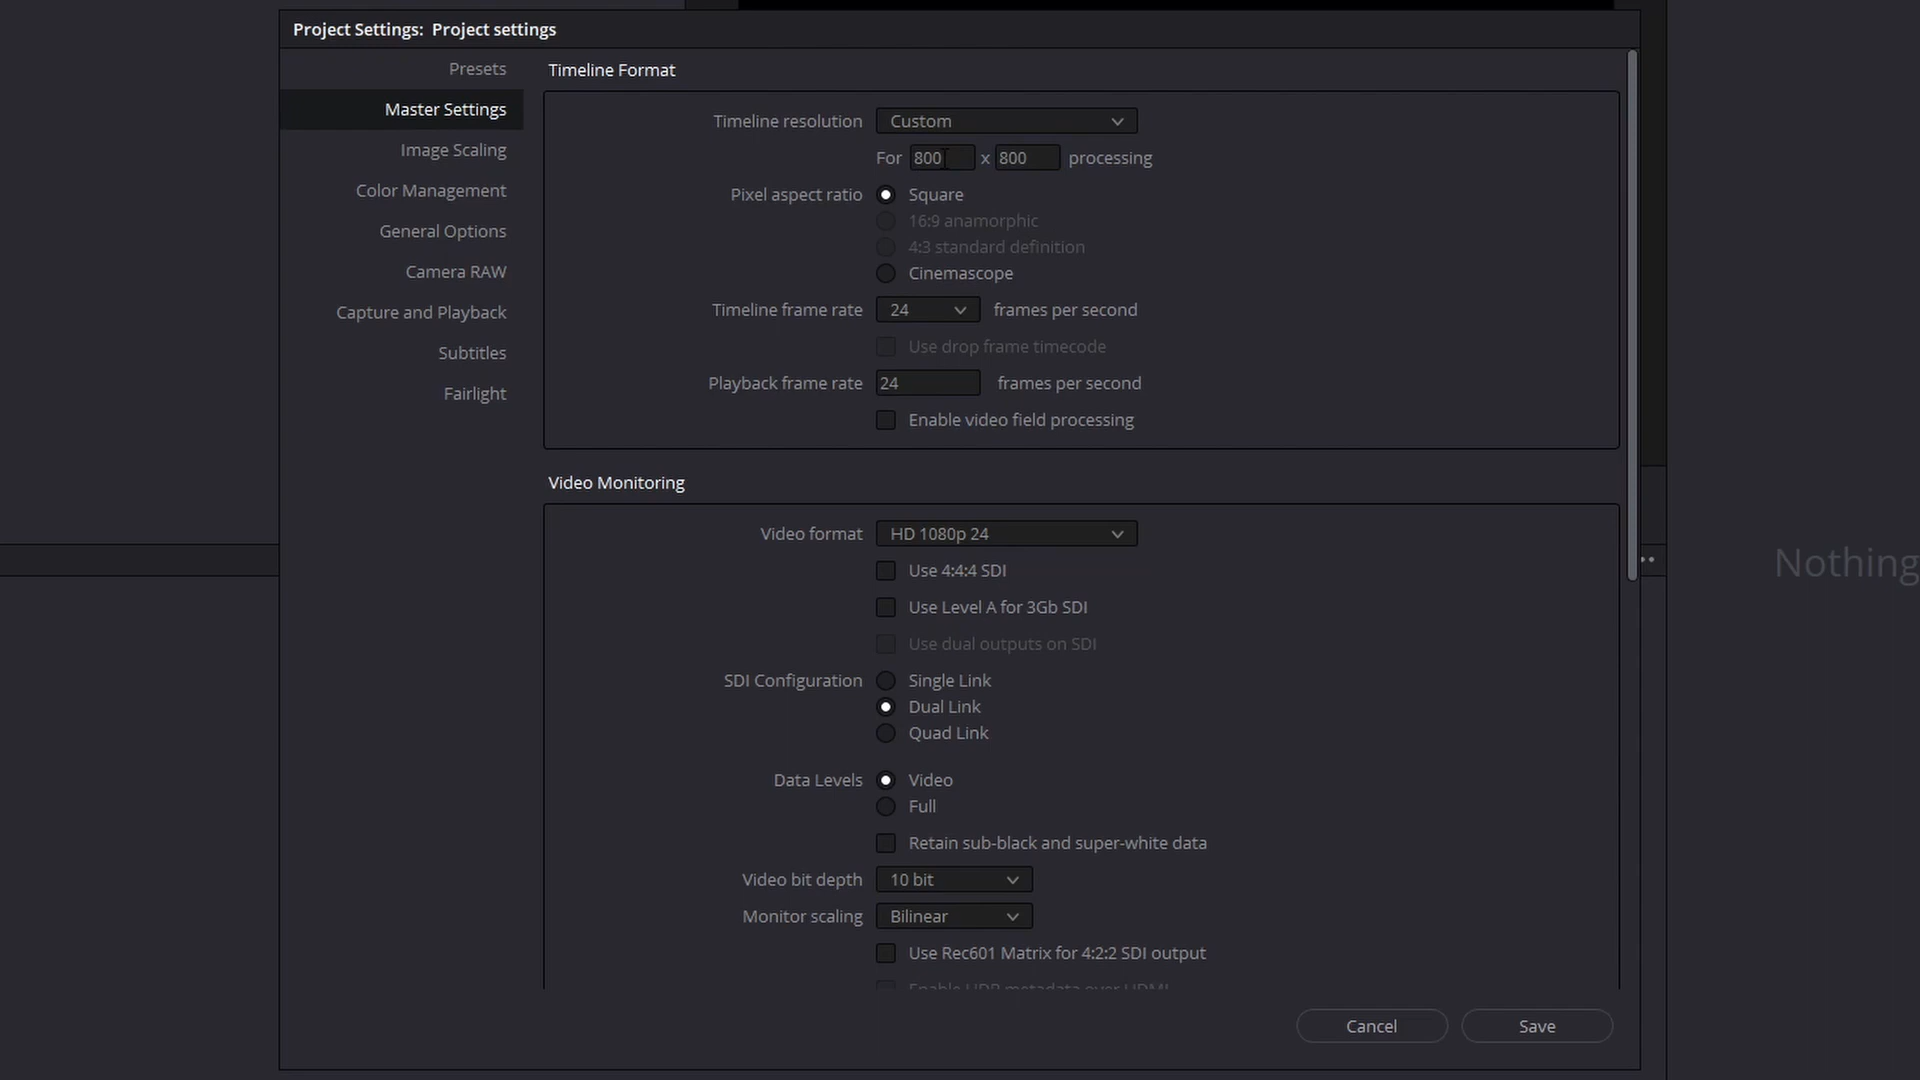 Project Settings: Project settings
Presets
Master Settings
Image Scaling
Color Management
General Options
Camera RAW
Capture and Playback
Subtitles
Fairlight
Timeline Format
Timeline resolution Custom
For 800 x 800 processing
Pixel aspect ratio Square
16:9 anamorphic
4:3 standard definition
Cinemascope
Timeline frame rate 24 frames per second
Use drop frame timecode
Playback frame rate 24 frames per second
Enable video field processing
Video Monitoring
Video format HD 1080p 24
Use 4:4:4 SDI
Use Level A for 3Gb SDI
Use dual outputs on SDI
SDI Configuration Single Link
Dual Link
Quad Link
Data Levels Video
Full
Retain sub-black and super-white data
Video bit depth 10 bit
Monitor scaling Bilinear
Use Rec601 Matrix for 4:2:2 SDI output
Enable HDR metadata over HDMI
Cancel Save
Nothing